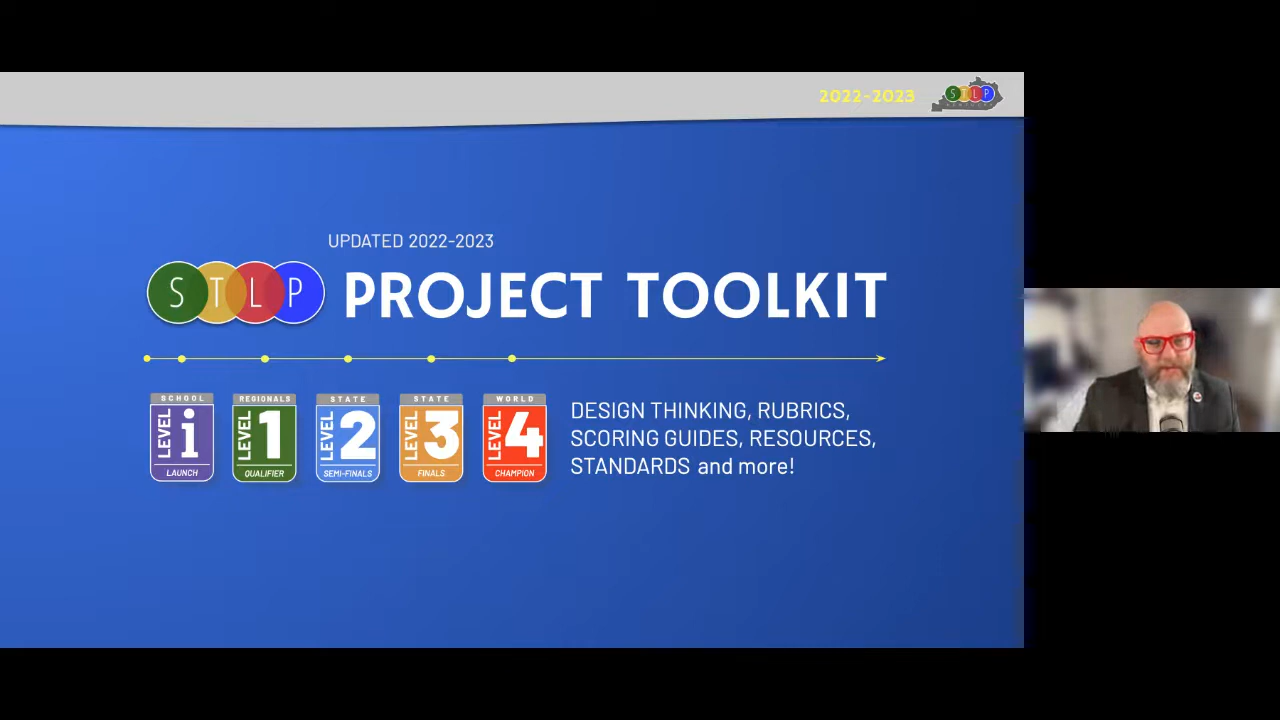 2022-2023
S T L P
UPDATED 2022-2023
S T L P PROJECT TOOLKIT
SCHOOL
LEVEL i
LAUNCH
REGIONALS
LEVEL 1
QUALIFIER
STATE
LEVEL 2
SEMI-FINALS
STATE
LEVEL 3
FINALS
WORLD
LEVEL 4
CHAMPION
DESIGN THINKING, RUBRICS,
SCORING GUIDES, RESOURCES,
STANDARDS and more!